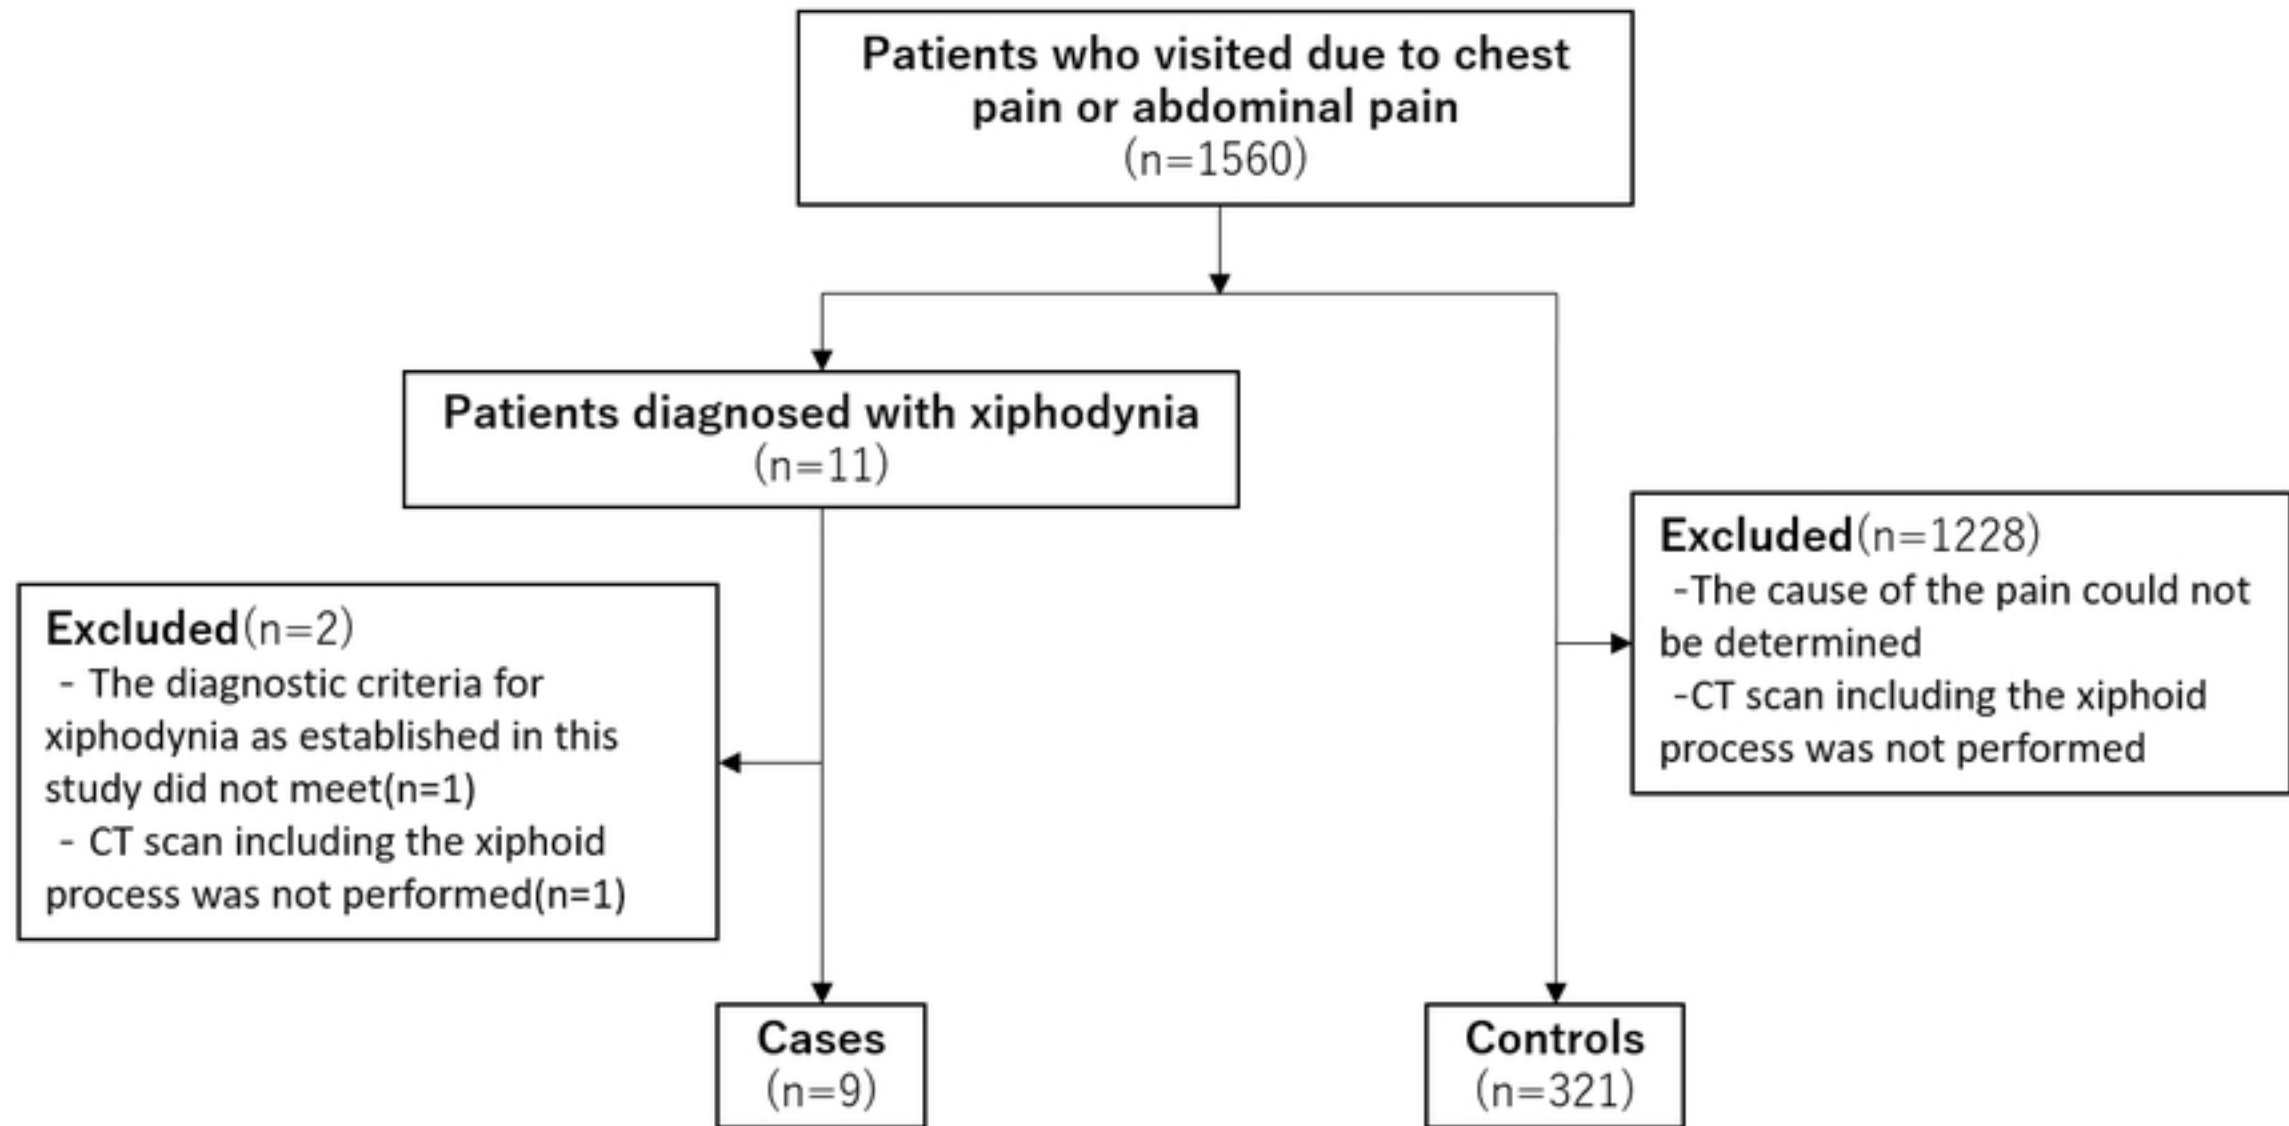 Patients who visited due to chest
pain or abdominal pain
(n=1560)
Patients diagnosed with xiphodynia
(n=11)
Excluded(n=1228)
-The cause of the pain could not
be determined
-CT scan including the xiphoid
process was not performed
Excluded(n=2)
- The diagnostic criteria for
xiphodynia as established in this
study did not meet(n=1)
- CT scan including the xiphoid
process was not performed(n=1)
Cases
(n=9)
Controls
(n=321)